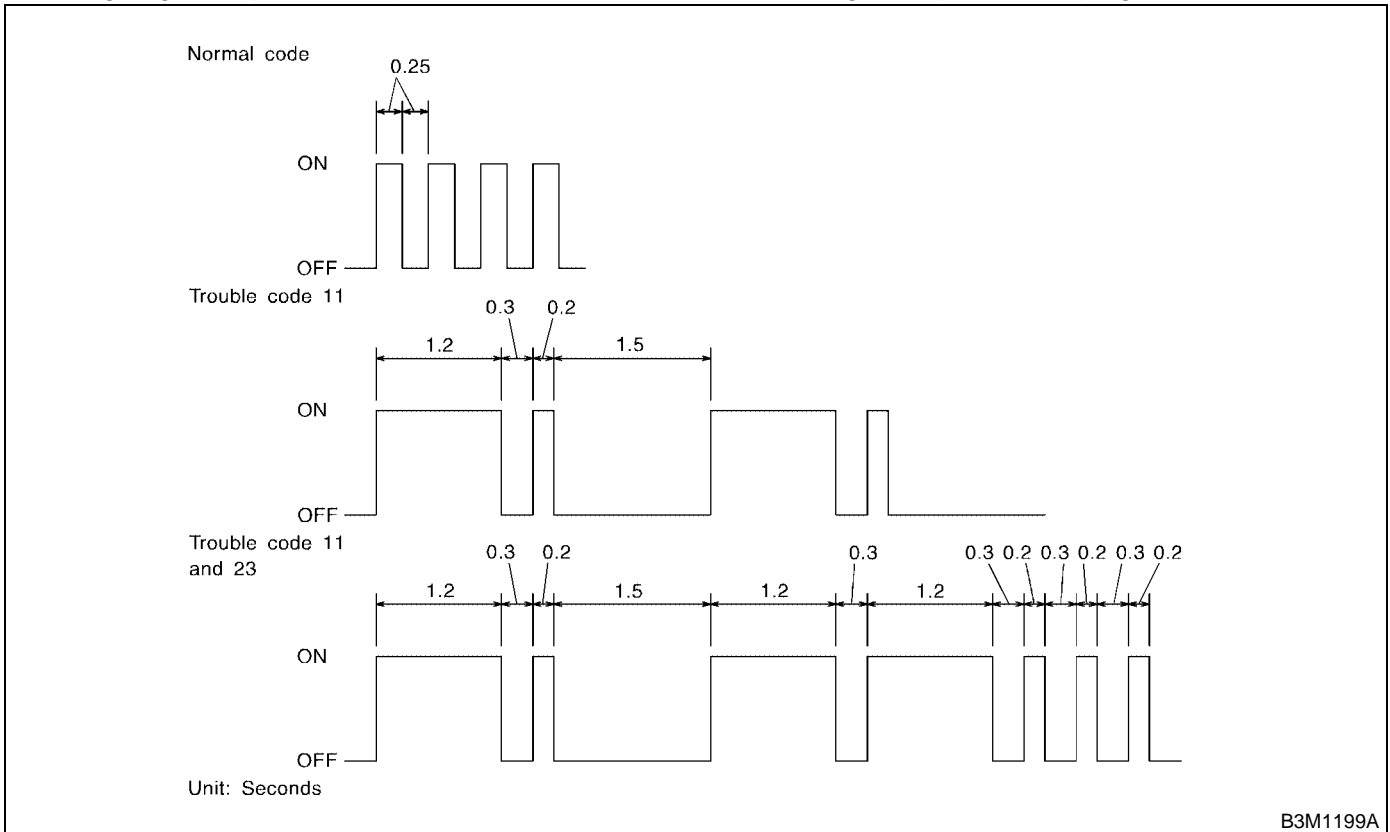 Normal code
0.25
ON
OFF
Trouble code 11
0.3 0.2
1.2 1.5
ON
OFF
Trouble code 11
and 23
0.3 0.2 0.3 0.3 0.2 0.3 0.2 0.3 0.2
1.2 1.5 1.2 1.2
ON
OFF
Unit: Seconds
B3M1199A